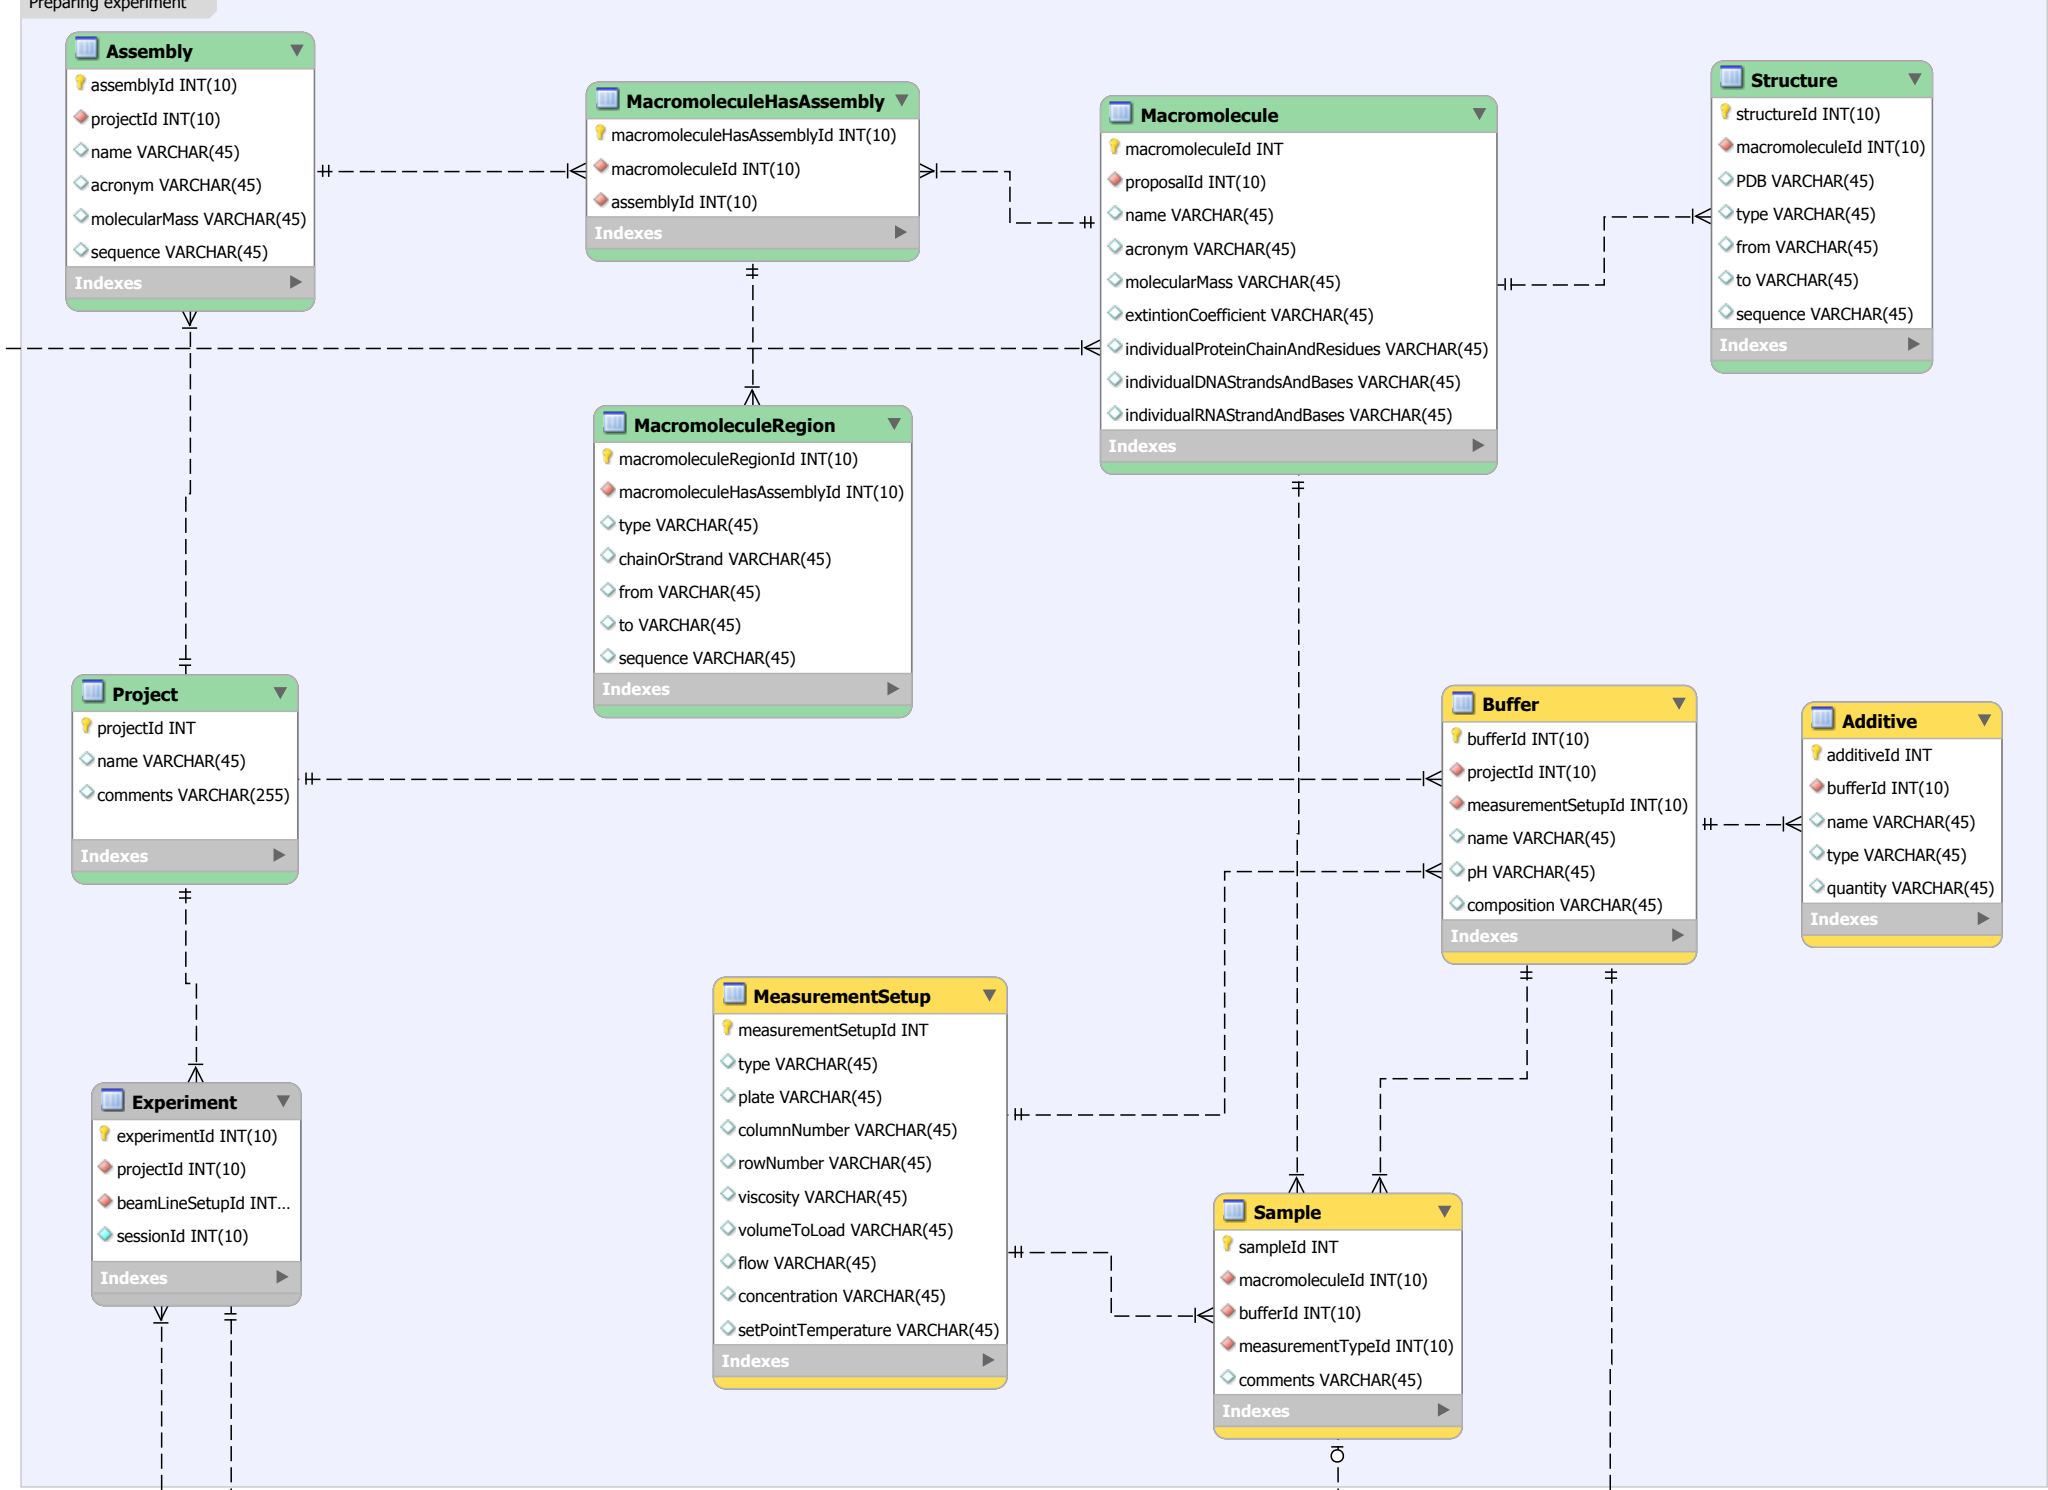 Preparing experiment
Assembly
assemblyId INT(10)
projectId INT(10)
name VARCHAR(45)
acronym VARCHAR(45)
molecularMass VARCHAR(45)
sequence VARCHAR(45)
Indexes
MacromoleculeHasAssembly
macromoleculeHasAssemblyId INT(10)
macromoleculeId INT(10)
assemblyId INT(10)
Indexes
Macromolecule
macromoleculeId INT
proposalId INT(10)
name VARCHAR(45)
acronym VARCHAR(45)
molecularMass VARCHAR(45)
extintionCoefficient VARCHAR(45)
individualProteinChainAndResidues VARCHAR(45)
individualDNAStrandsAndBases VARCHAR(45)
individualRNAStrandAndBases VARCHAR(45)
Indexes
Structure
structureId INT(10)
macromoleculeId INT(10)
PDB VARCHAR(45)
type VARCHAR(45)
from VARCHAR(45)
to VARCHAR(45)
sequence VARCHAR(45)
Indexes
MacromoleculeRegion
macromoleculeRegionId INT(10)
macromoleculeHasAssemblyId INT(10)
type VARCHAR(45)
chainOrStrand VARCHAR(45)
from VARCHAR(45)
to VARCHAR(45)
sequence VARCHAR(45)
Indexes
Project
projectId INT
name VARCHAR(45)
comments VARCHAR(255)
Indexes
Buffer
bufferId INT(10)
projectId INT(10)
measurementSetupId INT(10)
name VARCHAR(45)
pH VARCHAR(45)
composition VARCHAR(45)
Indexes
Additive
additiveId INT
bufferId INT(10)
name VARCHAR(45)
type VARCHAR(45)
quantity VARCHAR(45)
Indexes
MeasurementSetup
measurementSetupId INT
type VARCHAR(45)
plate VARCHAR(45)
columnNumber VARCHAR(45)
rowNumber VARCHAR(45)
viscosity VARCHAR(45)
volumeToLoad VARCHAR(45)
flow VARCHAR(45)
concentration VARCHAR(45)
setPointTemperature VARCHAR(45)
Indexes
Experiment
experimentId INT(10)
projectId INT(10)
beamLineSetupId INT...
sessionId INT(10)
Indexes
Sample
sampleId INT
macromoleculeId INT(10)
bufferId INT(10)
measurementTypeId INT(10)
comments VARCHAR(45)
Indexes